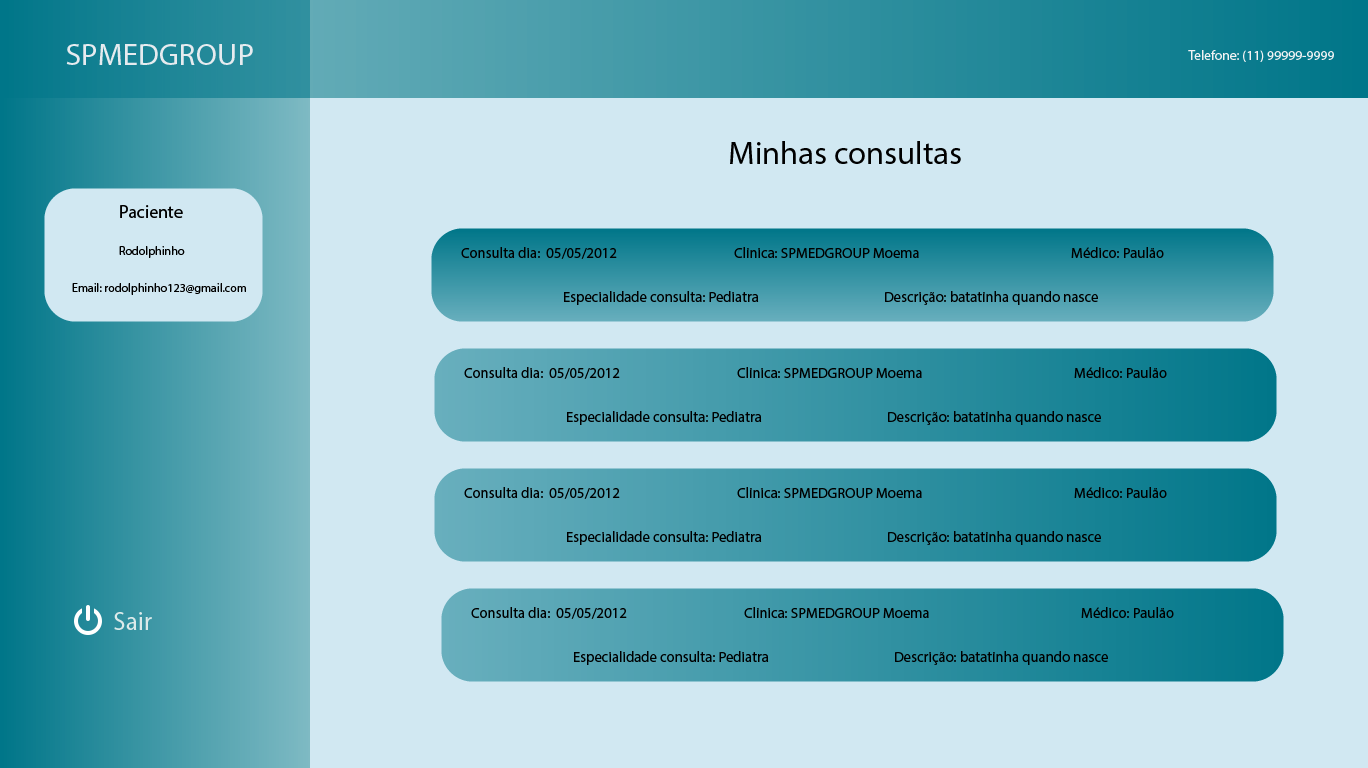 SPMEDGROUP
Telefone: (11) 99999-9999
Minhas consultas
Paciente
Rodolphinho
Email: rodolphinho123@gmail.com
Consulta dia: 05/05/2012 Clinica: SPMEDGROUP Moema Médico: Paulão
Especialidade consulta: Pediatra Descrição: batatinha quando nasce
Consulta dia: 05/05/2012 Clinica: SPMEDGROUP Moema Médico: Paulão
Especialidade consulta: Pediatra Descrição: batatinha quando nasce
Consulta dia: 05/05/2012 Clinica: SPMEDGROUP Moema Médico: Paulão
Especialidade consulta: Pediatra Descrição: batatinha quando nasce
Consulta dia: 05/05/2012 Clinica: SPMEDGROUP Moema Médico: Paulão
Especialidade consulta: Pediatra Descrição: batatinha quando nasce
Sair